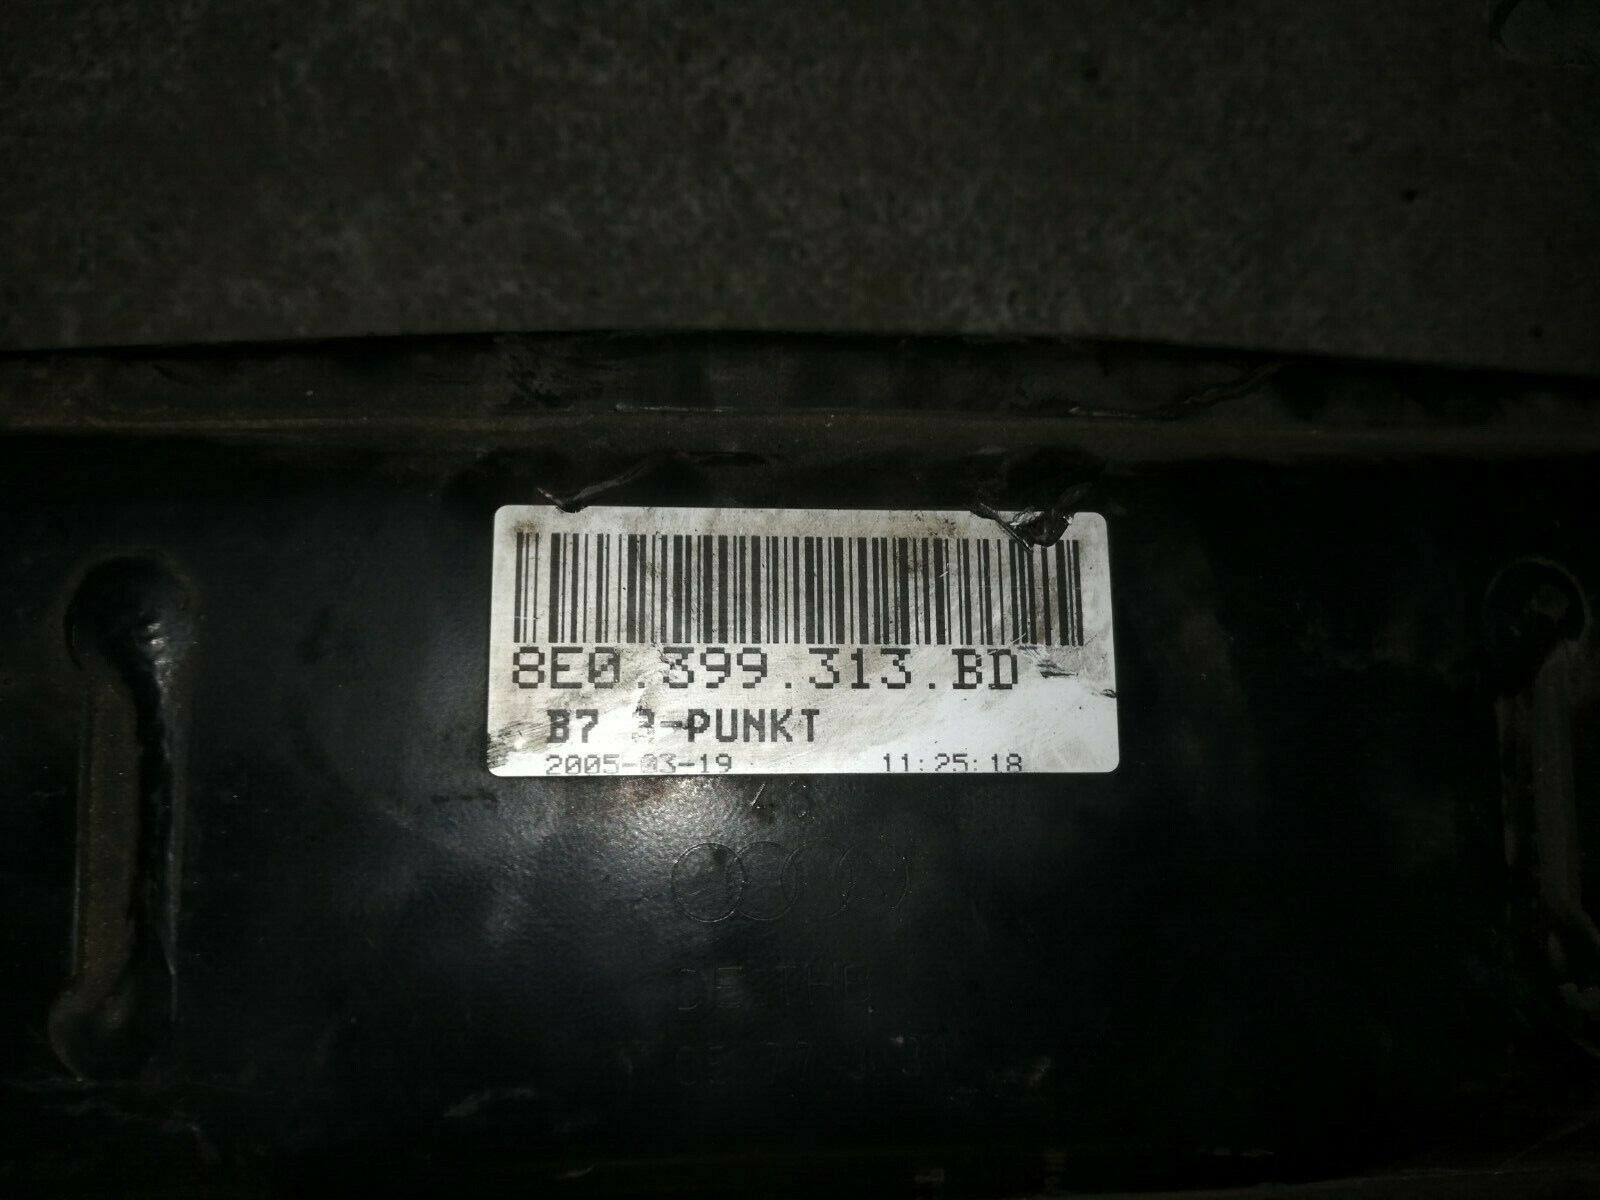 8E0.399.313.BD
B7 3-PUNKT
2005-03-19 11:25:18